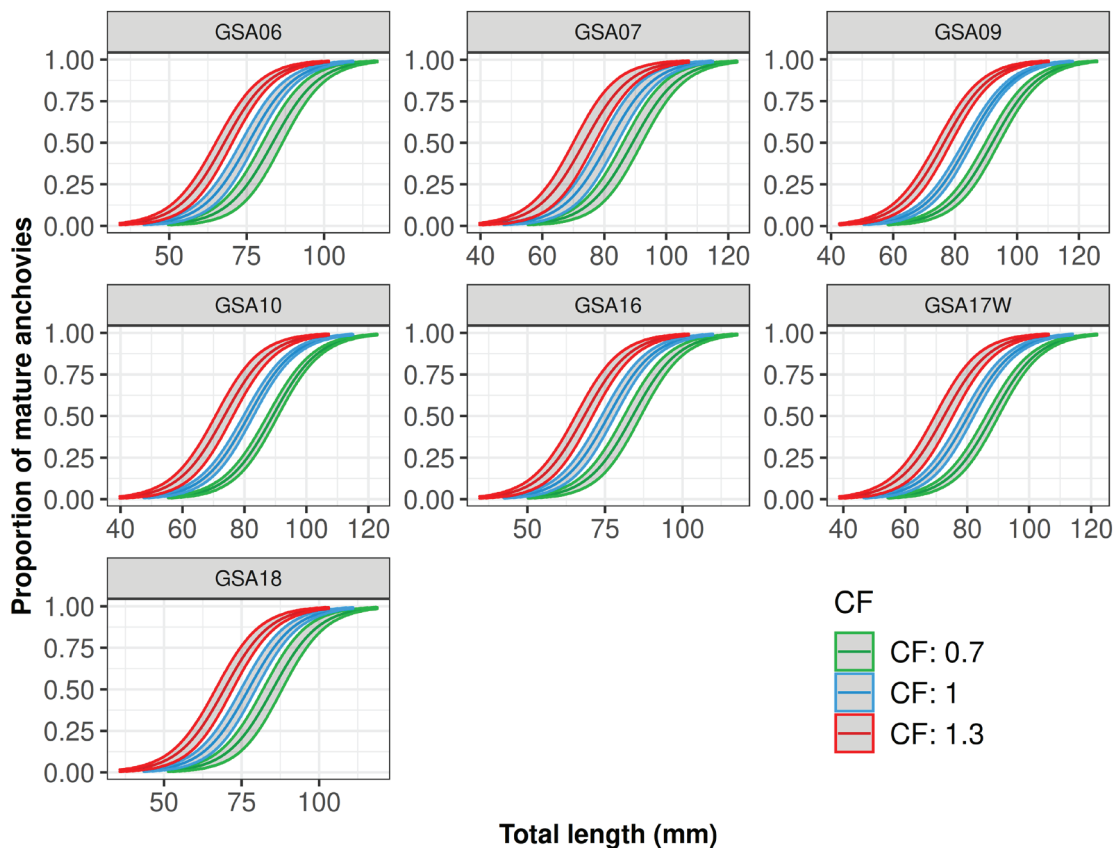 GSA06 GSA07 GSA09
1.00 1.00 1.00
0.75 0.75 0.75
0.50 0.50 0.50
0.25 0.25 0.25
0.00 0.00 0.00
50 75 100 40 60 80 100 120 40 60 80 100 120
GSA10 GSA16 GSA17W
1.00 1.00 1.00
0.75 0.75 0.75
0.50 0.50 0.50
0.25 0.25 0.25
0.00 0.00 0.00
40 60 80 100 120 50 75 100 40 60 80 100 120
GSA18
1.00
0.75
0.50
0.25
0.00
50 75 100
Proportion of mature anchovies
Total length (mm)
CF
CF: 0.7
CF: 1
CF: 1.3